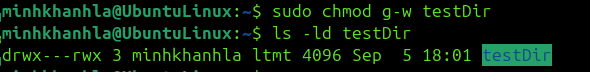 minhkhanhla@UbuntuLinux:~$ sudo chmod g-w testDir
minhkhanhla@UbuntuLinux:~$ ls -ld testDir
drwx---rwx 3 minhkhanhla ltmt 4096 Sep  5 18:01 testDir